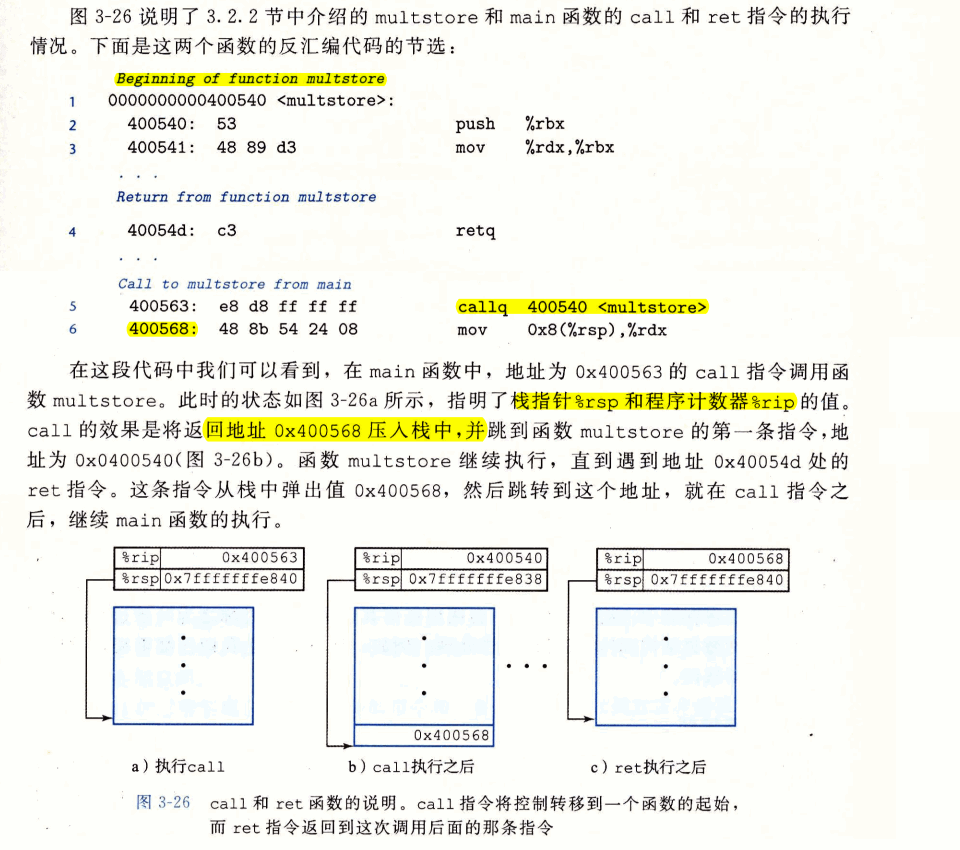 图 3-26 说明了 3.2.2 节中介绍的 multstore 和 main 函数的 call 和 ret 指令的执行
情况。下面是这两个函数的反汇编代码的节选：
Beginning of function multstore
1 0000000000400540 <multstore>:
2 400540: 53 push %rbx
3 400541: 48 89 d3 mov %rdx,%rbx
. . .
Return from function multstore
4 40054d: c3 retq
. . .
Call to multstore from main
5 400563: e8 d8 ff ff ff callq 400540 <multstore>
6 400568: 48 8b 54 24 08 mov 0x8(%rsp),%rdx
在这段代码中我们可以看到，在 main 函数中，地址为 0x400563 的 call 指令调用函
数 multstore。此时的状态如图 3-26a 所示，指明了栈指针%rsp 和程序计数器%rip 的值。
call 的效果是将返回地址 0x400568 压入栈中，并跳到函数 multstore 的第一条指令，地
址为 0x0400540(图 3-26b)。函数 multstore 继续执行，直到遇到地址 0x40054d 处的
ret 指令。这条指令从栈中弹出值 0x400568，然后跳转到这个地址，就在 call 指令之
后，继续 main 函数的执行。
%rip 0x400563
%rsp 0x7fffffffe840
%rip 0x400540
%rsp 0x7fffffffe838
%rip 0x400568
%rsp 0x7fffffffe840
0x400568
a）执行call
b）call执行之后
c）ret执行之后
图 3-26 call 和 ret 函数的说明。call 指令将控制转移到一个函数的起始，
而 ret 指令返回到这次调用后面的那条指令